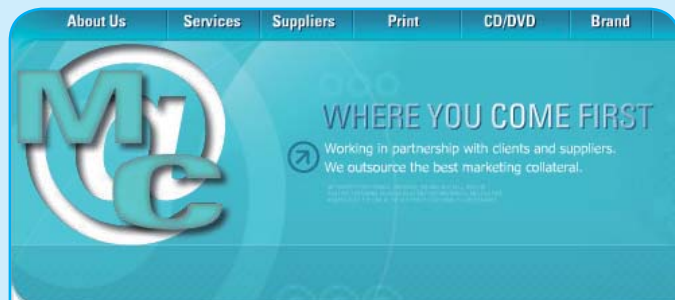 About Us Services Suppliers Print CD/DVD Brand
M@C
WHERE YOU COME FIRST
Working in partnership with clients and suppliers.
We outsource the best marketing collateral.